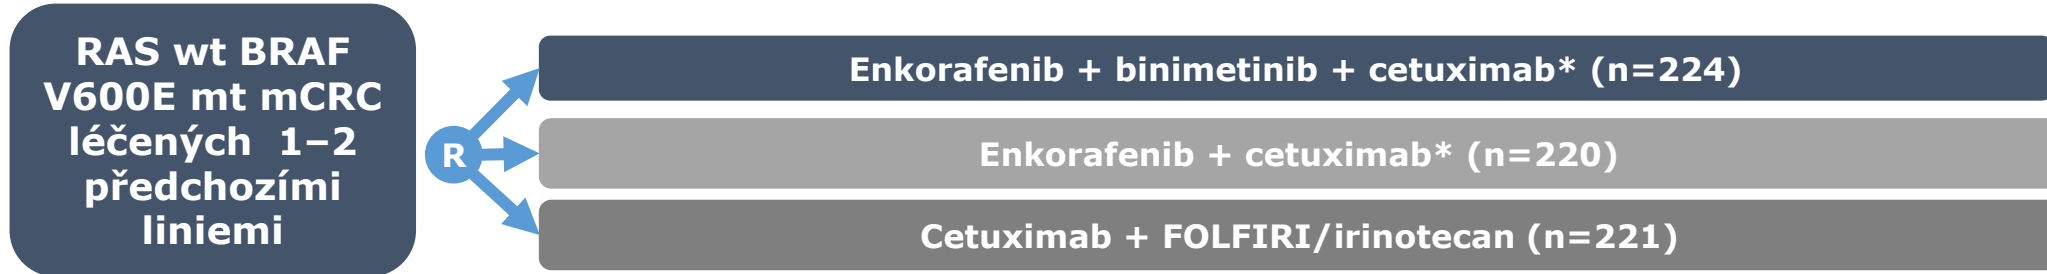 RAS wt BRAF
V600E mt mCRC
léčených 1–2
předchozími
liniemi
R
Enkorafenib + binimetinib + cetuximab* (n=224)
Enkorafenib + cetuximab* (n=220)
Cetuximab + FOLFIRI/irinotecan (n=221)